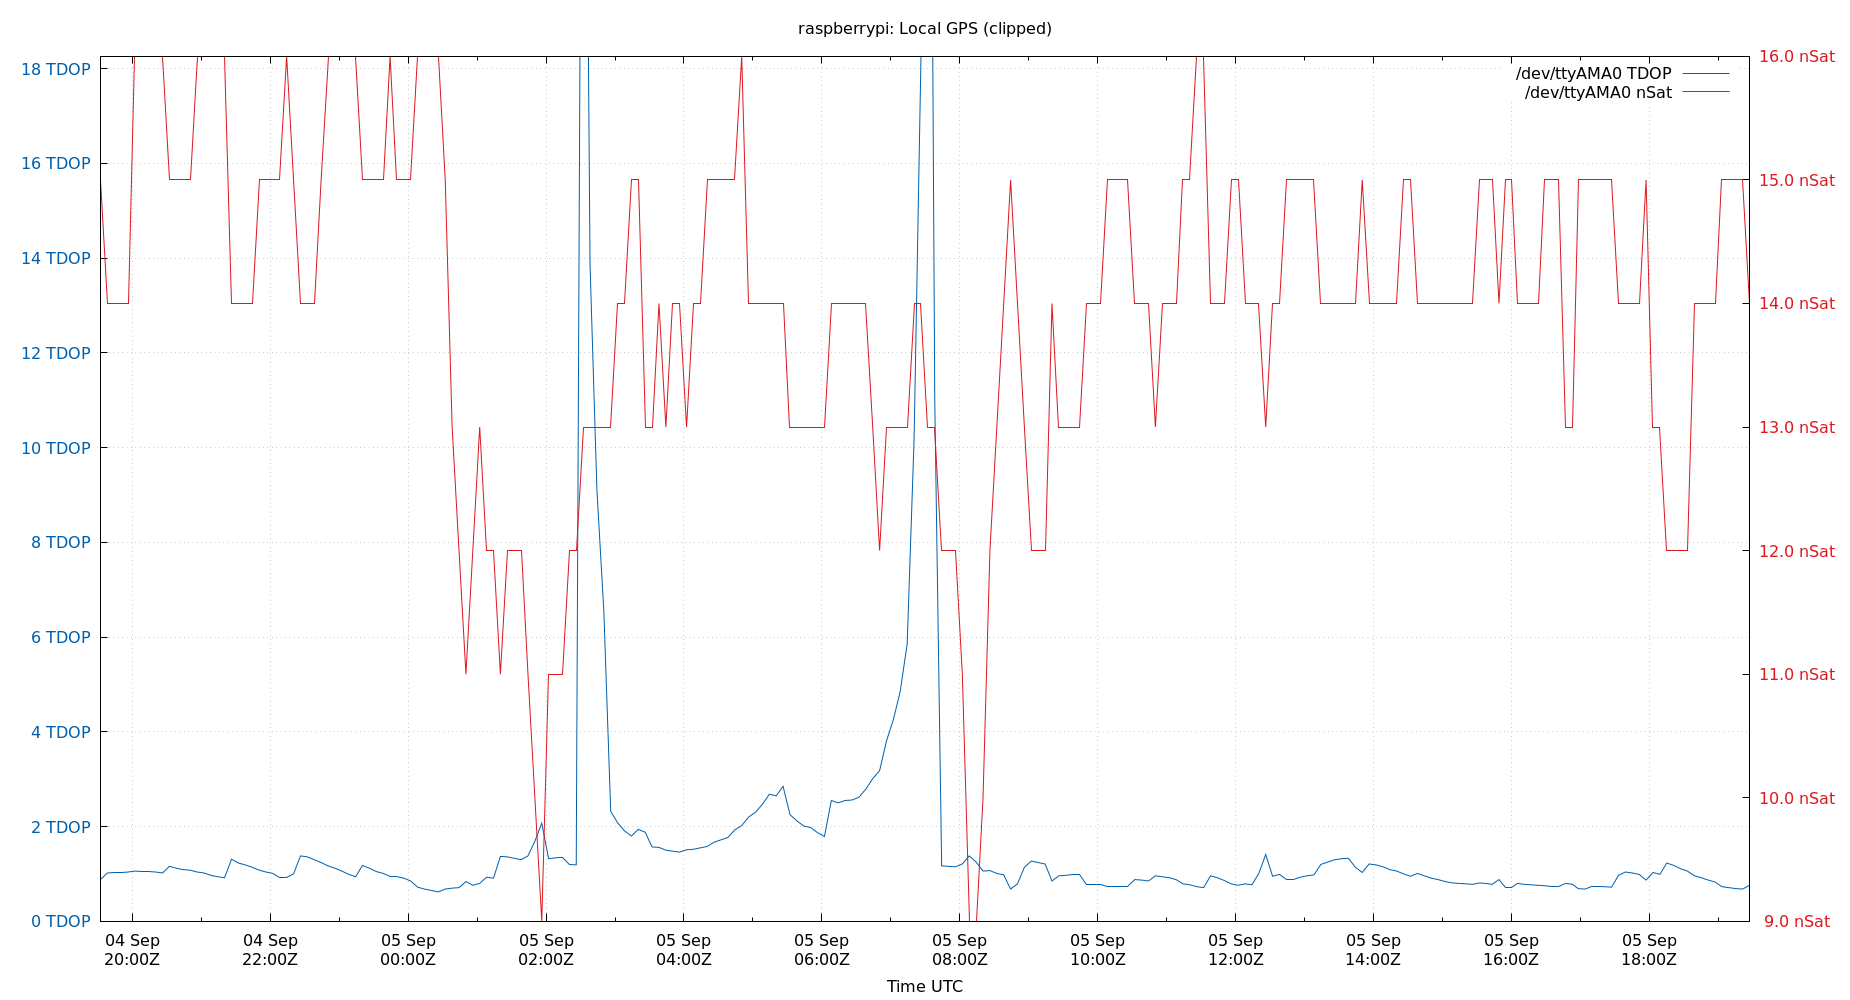 raspberrypi: Local GPS (clipped)
18 TDOP
16 TDOP
14 TDOP
12 TDOP
10 TDOP
8 TDOP
6 TDOP
4 TDOP
2 TDOP
0 TDOP
16.0 nSat
15.0 nSat
14.0 nSat
13.0 nSat
12.0 nSat
11.0 nSat
10.0 nSat
9.0 nSat
/dev/ttyAMA0 TDOP
/dev/ttyAMA0 nSat
04 Sep
20:00Z
04 Sep
22:00Z
05 Sep
00:00Z
05 Sep
02:00Z
05 Sep
04:00Z
05 Sep
06:00Z
05 Sep
08:00Z
05 Sep
10:00Z
05 Sep
12:00Z
05 Sep
14:00Z
05 Sep
16:00Z
05 Sep
18:00Z
Time UTC